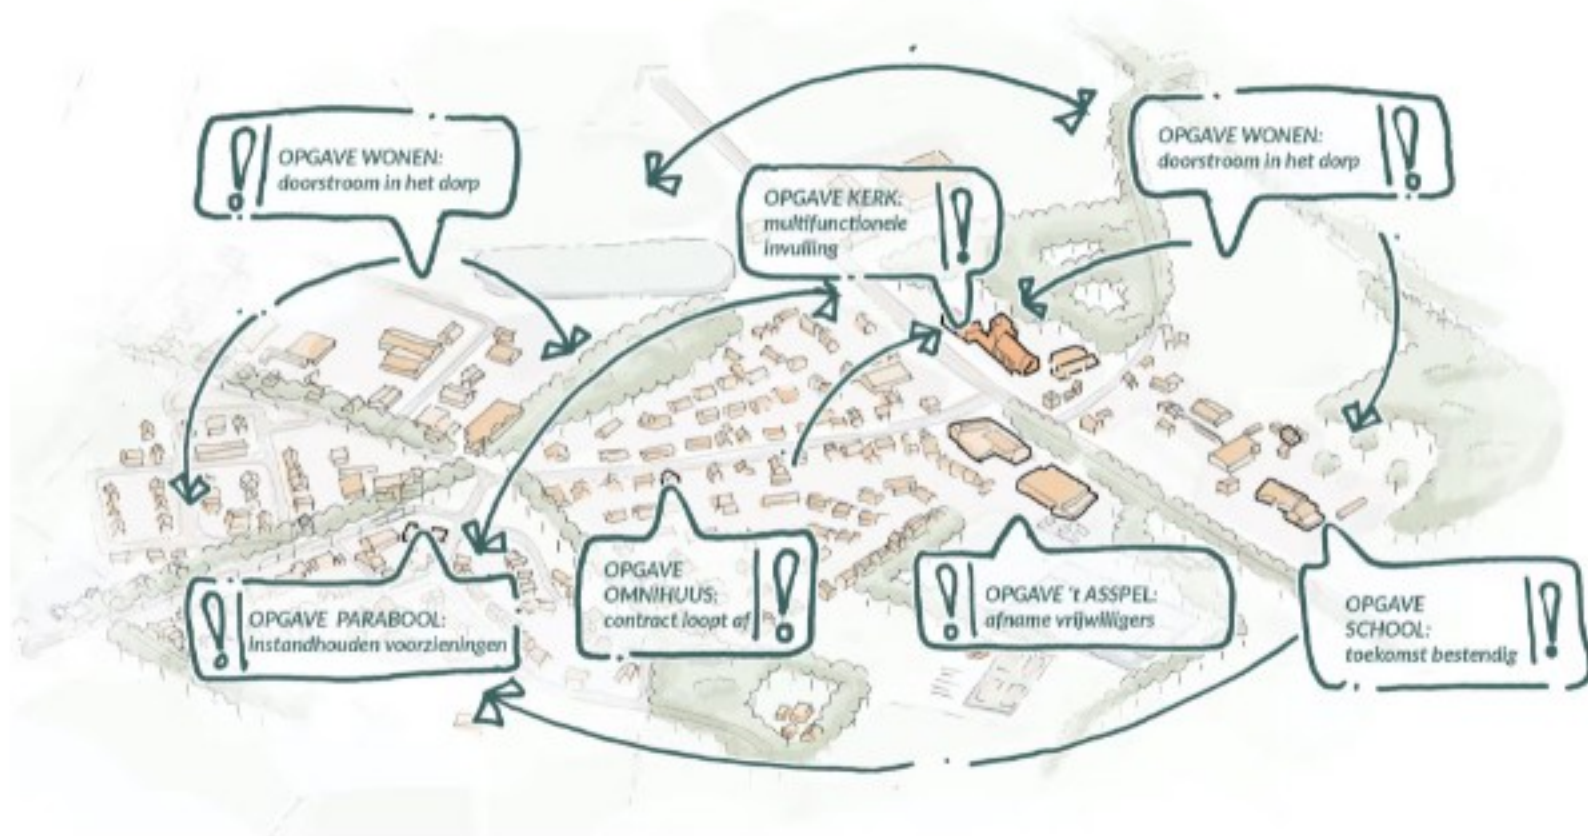 OPGAVE WONEN:
doorstroom in het dorp
OPGAVE WONEN:
doorstroom in het dorp
OPGAVE KERK:
multifunctionele
invulling
OPGAVE PARABOOL:
instandhouden voorzieningen
OPGAVE
OMNIHUUS:
contract loopt af
OPGAVE 't ASSPEL:
afname vrijwilligers
OPGAVE
SCHOOL:
toekomst bestendig